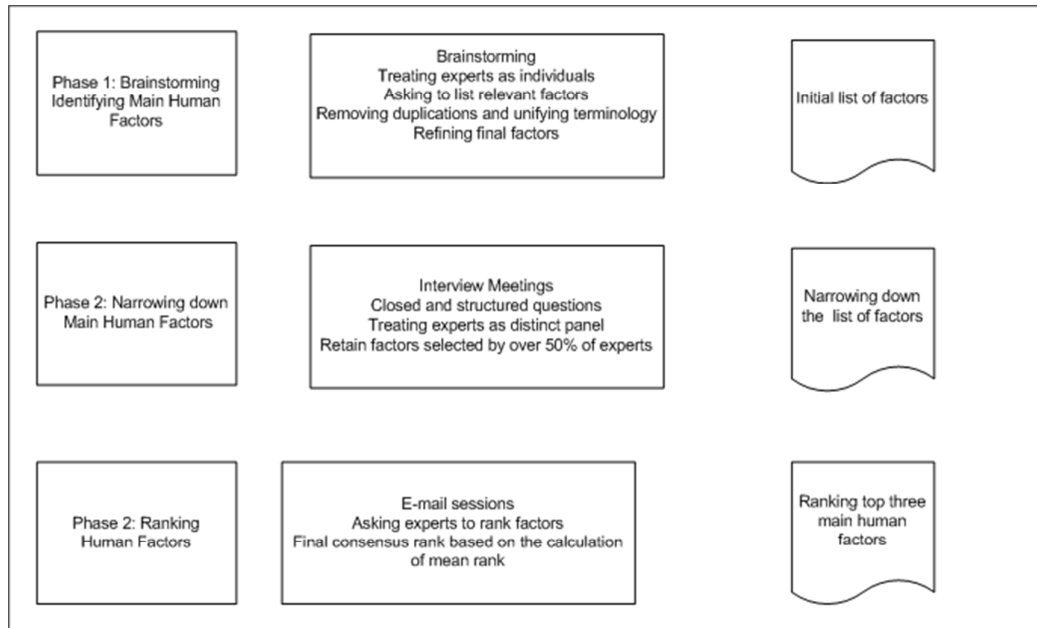 Phase 1: Brainstorming
Identifying Main Human
Factors
Brainstorming
Treating experts as individuals
Asking to list relevant factors
Removing duplications and unifying terminology
Refining final factors
Initial list of factors
Phase 2: Narrowing down
Main Human Factors
Interview Meetings
Closed and structured questions
Treating experts as distinct panel
Retain factors selected by over 50% of experts
Narrowing down
the list of factors
Phase 2: Ranking
Human Factors
E-mail sessions
Asking experts to rank factors
Final consensus rank based on the calculation
of mean rank
Ranking top three
main human
factors